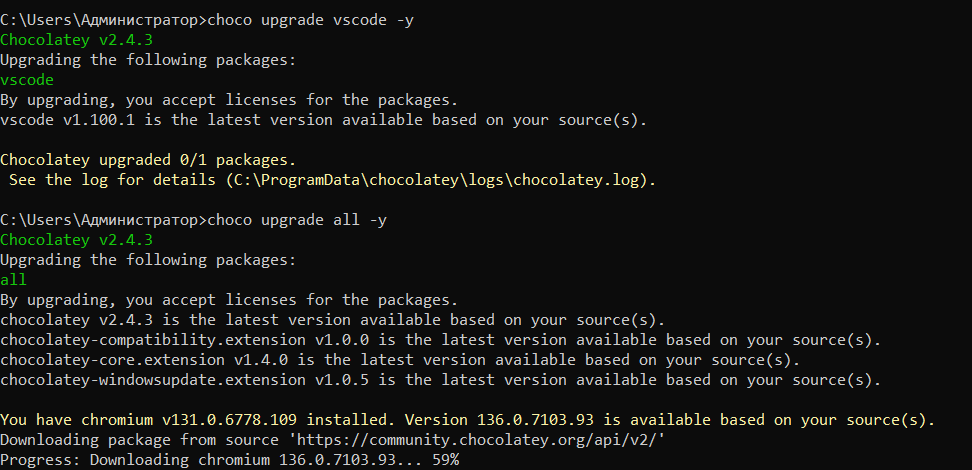 C:\Users\Администратор>choco upgrade vscode -y
Chocolatey v2.4.3
Upgrading the following packages:
vscode
By upgrading, you accept licenses for the packages.
vscode v1.100.1 is the latest version available based on your source(s).
Chocolatey upgraded 0/1 packages.
See the log for details (C:\ProgramData\chocolatey\logs\chocolatey.log).
C:\Users\Администратор>choco upgrade all -y
Chocolatey v2.4.3
Upgrading the following packages:
all
By upgrading, you accept licenses for the packages.
chocolatey v2.4.3 is the latest version available based on your source(s).
chocolatey-compatibility.extension v1.0.0 is the latest version available based on your source(s).
chocolatey-core.extension v1.4.0 is the latest version available based on your source(s).
chocolatey-windowsupdate.extension v1.0.5 is the latest version available based on your source(s).
You have chromium v131.0.6778.109 installed. Version 136.0.7103.93 is available based on your source(s).
Downloading package from source 'https://community.chocolatey.org/api/v2/'
Progress: Downloading chromium 136.0.7103.93... 59%